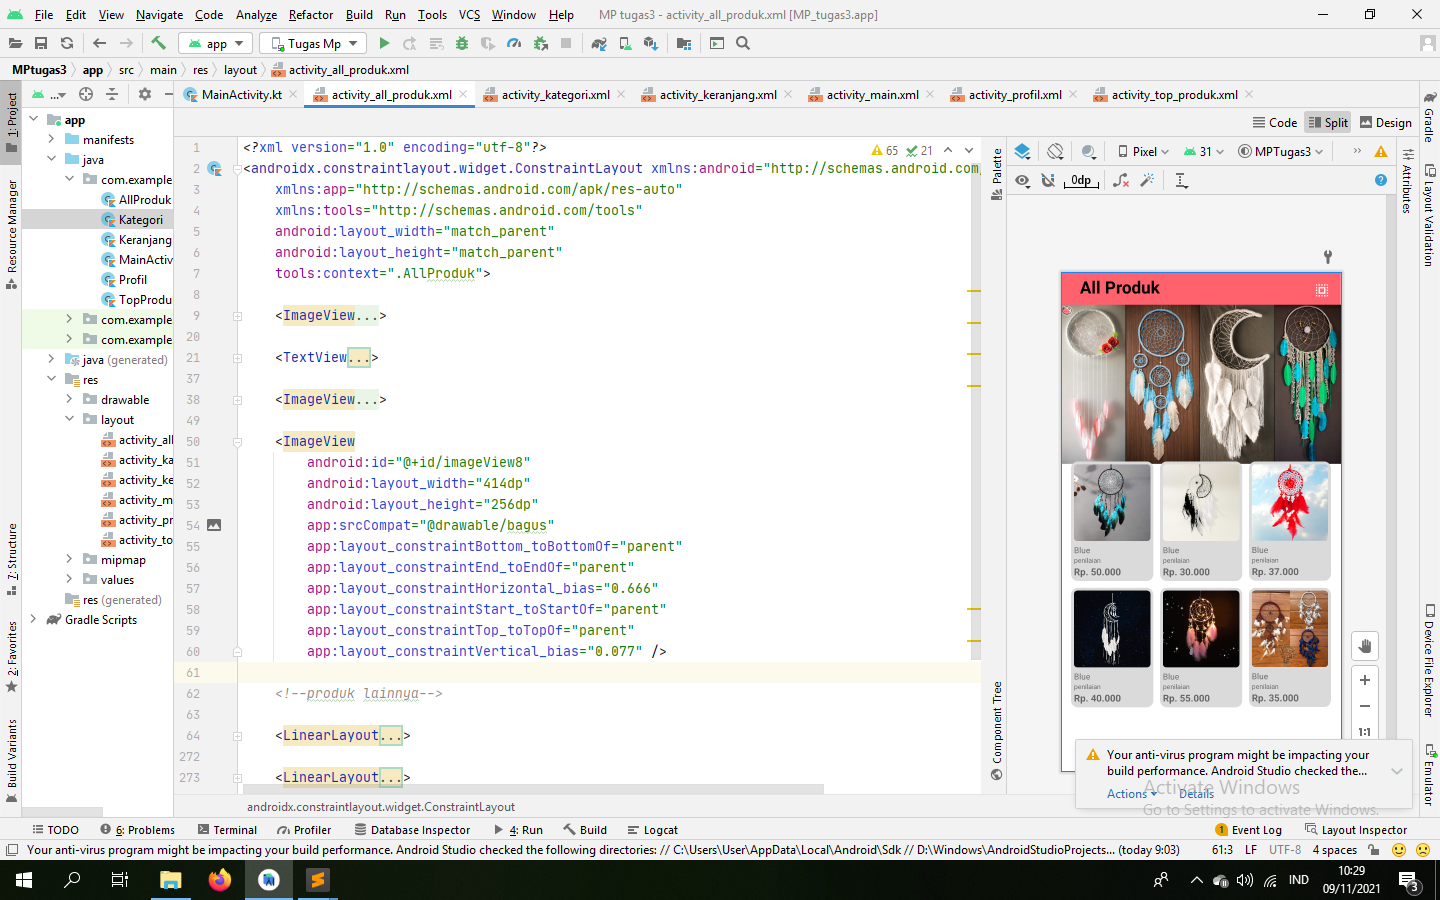 File Edit View Navigate Code Analyze Refactor Build Run Tools VCS Window Help MP tugas3 - activity_all_produk.xml [MP_tugas3.app]
app Tugas Mp
MPtugas3 app src main res layout activity_all_produk.xml
... MainActivity.kt activity_all_produk.xml activity_kategori.xml activity_keranjang.xml activity_main.xml activity_profil.xml activity_top_produk.xml
Code Split Design
1: Project
Resource Manager
7: Structure
2: Favorites
Build Variants
app
manifests
java
com.example
AllProduk
Kategori
Keranjang
MainActiv
Profil
TopProdu
com.example
com.example
java (generated)
res
drawable
layout
activity_all
activity_ka
activity_ke
activity_m
activity_pr
activity_to
mipmap
values
res (generated)
Gradle Scripts
65 21
1 <?xml version="1.0" encoding="utf-8"?>
2 <androidx.constraintlayout.widget.ConstraintLayout xmlns:android="http://schemas.android.com/
3 xmlns:app="http://schemas.android.com/apk/res-auto"
4 xmlns:tools="http://schemas.android.com/tools"
5 android:layout_width="match_parent"
6 android:layout_height="match_parent"
7 tools:context=".AllProduk">
8
9 <ImageView...>
20
21 <TextView...>
37
38 <ImageView...>
49
50 <ImageView
51 android:id="@+id/imageView8"
52 android:layout_width="414dp"
53 android:layout_height="256dp"
54 app:srcCompat="@drawable/bagus"
55 app:layout_constraintBottom_toBottomOf="parent"
56 app:layout_constraintEnd_toEndOf="parent"
57 app:layout_constraintHorizontal_bias="0.666"
58 app:layout_constraintStart_toStartOf="parent"
59 app:layout_constraintTop_toTopOf="parent"
60 app:layout_constraintVertical_bias="0.077" />
61
62 <!--produk lainnya-->
63
64 <LinearLayout...>
272
273 <LinearLayout...>
androidx.constraintlayout.widget.ConstraintLayout
Palette
Component Tree
Pixel 31 MPTugas3
0dp
All Produk
Blue Blue Blue
penilaian penilaian penilaian
Rp. 50.000 Rp. 30.000 Rp. 37.000
Blue Blue Blue
penilaian penilaian penilaian
Rp. 40.000 Rp. 55.000 Rp. 35.000
1:1
Attributes
Gradle
Layout Validation
Device File Explorer
Emulator
Your anti-virus program might be impacting your
build performance. Android Studio checked the...
Actions Details
Activate Windows
Go to Settings to activate Windows.
TODO 6: Problems Terminal Profiler Database Inspector 4: Run Build Logcat 1 Event Log Layout Inspector
Your anti-virus program might be impacting your build performance. Android Studio checked the following directories: // C:\Users\User\AppData\Local\Android\Sdk // D:\Windows\AndroidStudioProjects... (today 9:03) 61:3 LF UTF-8 4 spaces
IND
10:29
09/11/2021
3